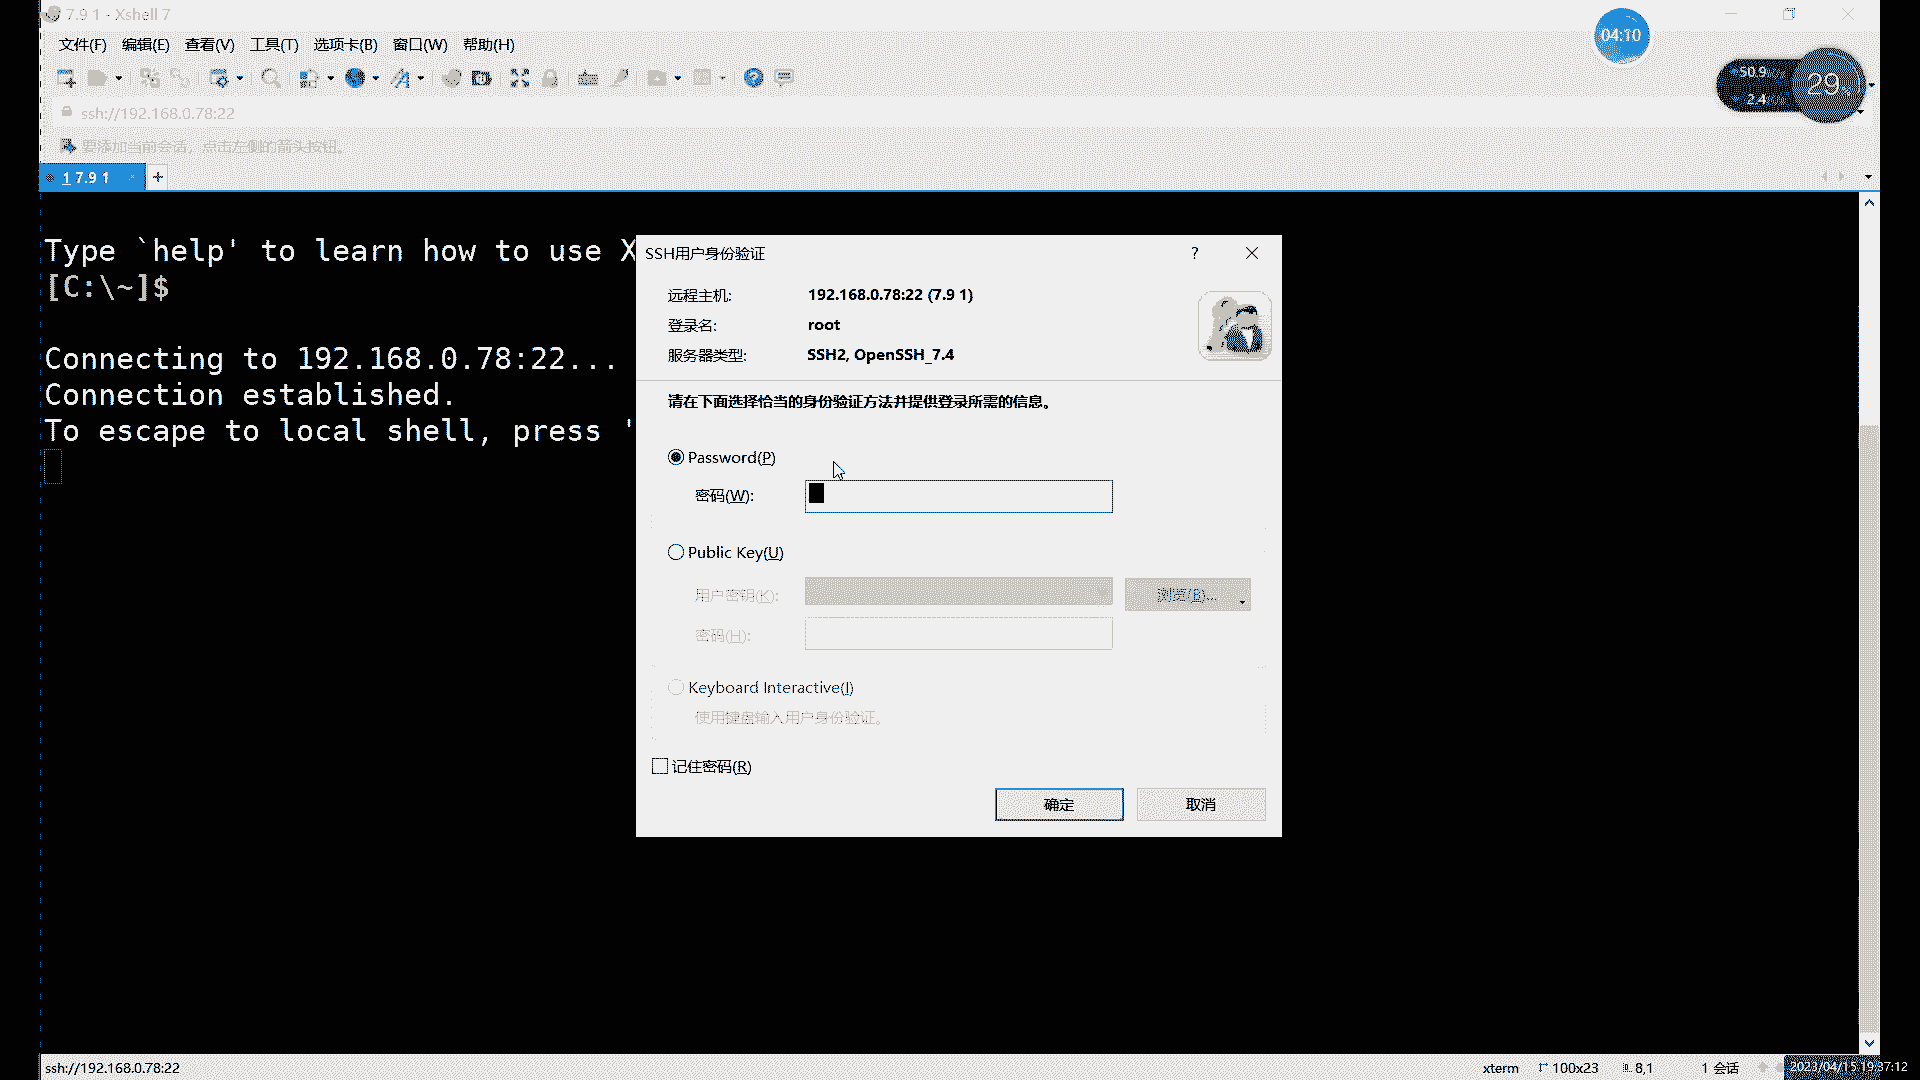 7.9 1 - Xshell 7
文件(F) 编辑(E) 查看(V) 工具(T) 选项卡(B) 窗口(W) 帮助(H)
04:10
50.9
29
2.4
ssh://192.168.0.78:22
要添加当前会话，点击左侧的箭头按钮。
1 7.9 1
Type `help' to learn how to use X
[C:\~]$
Connecting to 192.168.0.78:22...
Connection established.
To escape to local shell, press '
SSH用户身份验证
远程主机: 192.168.0.78:22 (7.9 1)
登录名: root
服务器类型: SSH2, OpenSSH_7.4
请在下面选择恰当的身份验证方法并提供登录所需的信息。
Password(P)
密码(W):
Public Key(U)
用户密钥(K): 浏览(B)...
密码(H):
Keyboard Interactive(I)
使用键盘输入用户身份验证。
记住密码(R)
确定 取消
ssh://192.168.0.78:22 xterm 100x23 8,1 1 会话 2023/04/15 19:37:12